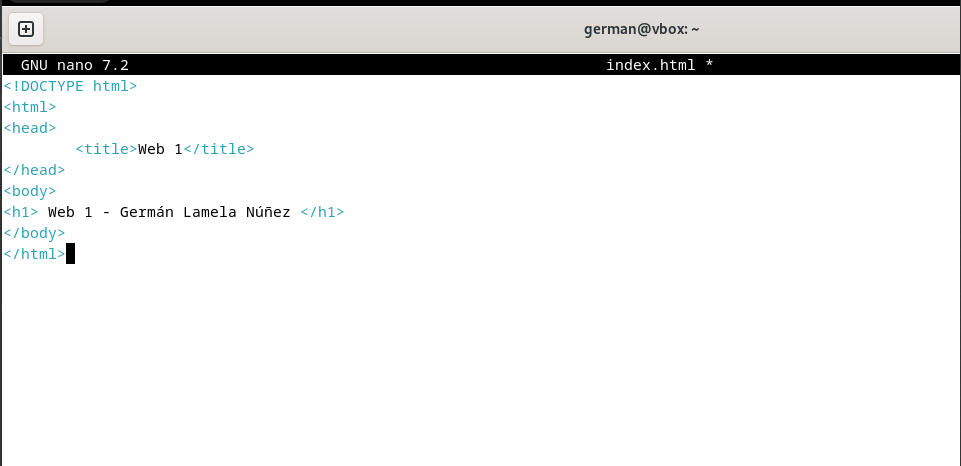 german@vbox: ~
GNU nano 7.2 index.html *
<!DOCTYPE html>
<html>
<head>
        <title>Web 1</title>
</head>
<body>
<h1> Web 1 - Germán Lamela Núñez </h1>
</body>
</html>